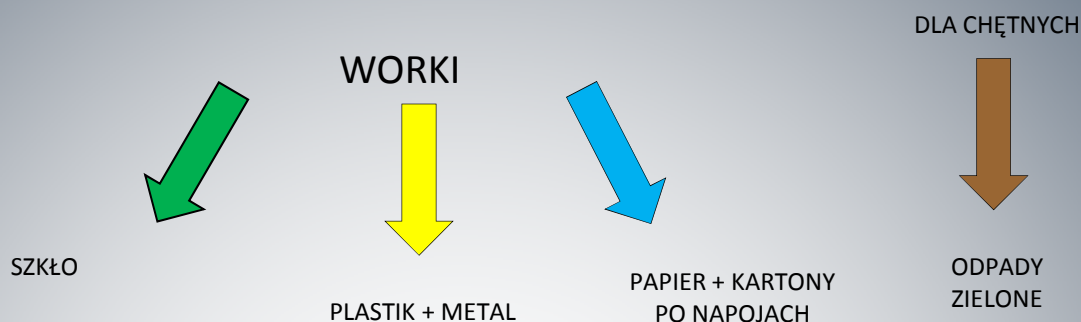 DLA CHĘTNYCH
WORKI
SZKŁO
PLASTIK + METAL
PAPIER + KARTONY
PO NAPOJACH
ODPADY
ZIELONE